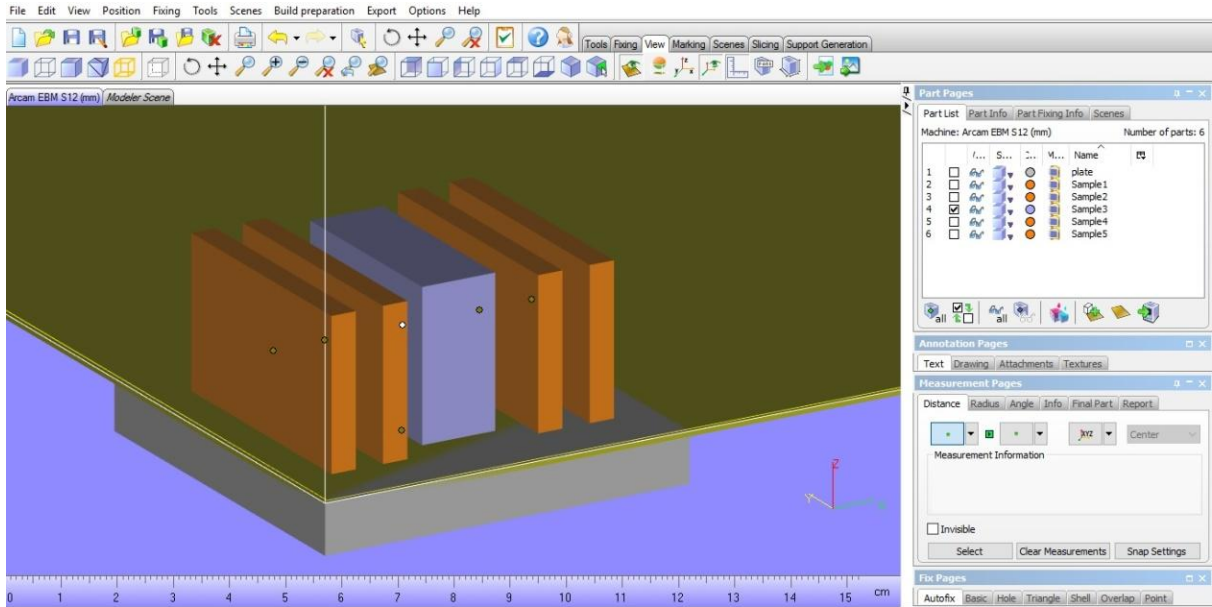 File Edit View Position Fixing Tools Scenes Build preparation Export Options Help
Tools Fixing View Marking Scenes Slicing Support Generation
Arcam EBM S12 (mm) Modeler Scene
Part Pages
Part List Part Info Part Fixing Info Scenes
Machine: Arcam EBM S12 (mm) Number of parts: 6
S... M... Name
1 plate
2 Sample1
3 Sample2
4 Sample3
5 Sample4
6 Sample5
all all
Annotation Pages
Text Drawing Attachments Textures
Measurement Pages
Distance Radius Angle Info Final Part Report
XYZ Center
Measurement Information
Invisible
Select Clear Measurements Snap Settings
Fix Pages
Autofix Basic Hole Triangle Shell Overlap Point
Z
Y
0 1 2 3 4 5 6 7 8 9 10 11 12 13 14 15 cm